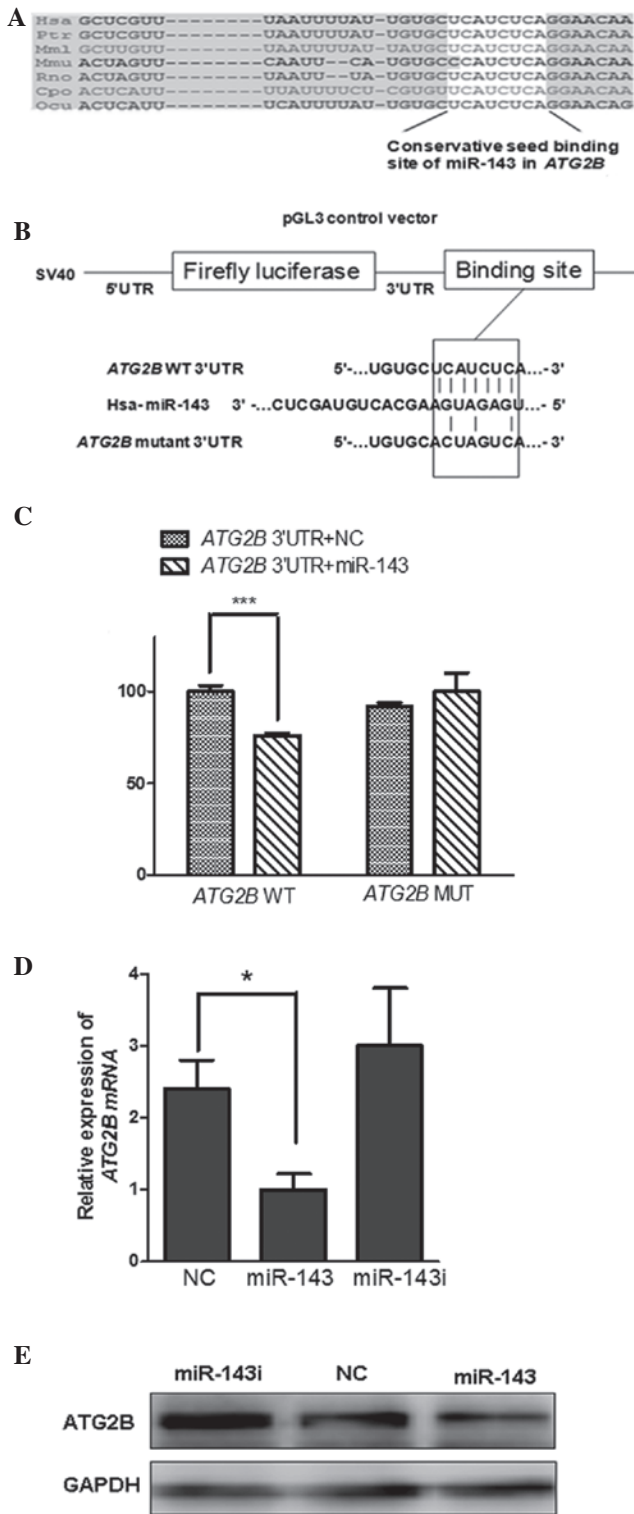 A
Hsa GCUCGUU---------UAAUUUUAU-UGUGCUCAUCUCAGGAACAA
Ptr GCUCGUU---------UAAUUUUAU-UGUGCUCAUCUCAGGAACAA
Mml GCUUGUU---------UAAUUUUAU-UAUGCUCAUCUCAGGAACAA
Mmu ACUAGUU---------CAAUU--CA-UGUGCCCAUCUCAGGAACAA
Rno ACUGUUU---------UAAUU--UA-UGUGCUCAUCUCAGGAACAA
Cpo ACUCAUU---------UUAUUUUCU-CGUGCUCAUCUCAGGAACAA
Ocu ACUCAUU---------UCAUUUUAU-UGUGCUCAUCUCAGGAACAG
Conservative seed binding
site of miR-143 in ATG2B
B
pGL3 control vector
SV40
5'UTR
Firefly luciferase
3'UTR
Binding site
ATG2B WT 3'UTR 5'-...UGUGCUCAUCUCA...-3'
Hsa-miR-143 3' -...CUCGAUGUCACGAAGUAGAGU...- 5'
ATG2B mutant 3'UTR 5'-...UGUGCACUAGUCA...-3'
C
ATG2B 3'UTR+NC
ATG2B 3'UTR+miR-143
***
100
50
0
ATG2B WT
ATG2B MUT
D
Relative expression of
ATG2B mRNA
4
3
2
1
0
*
NC
miR-143
miR-143i
E
miR-143i
NC
miR-143
ATG2B
GAPDH